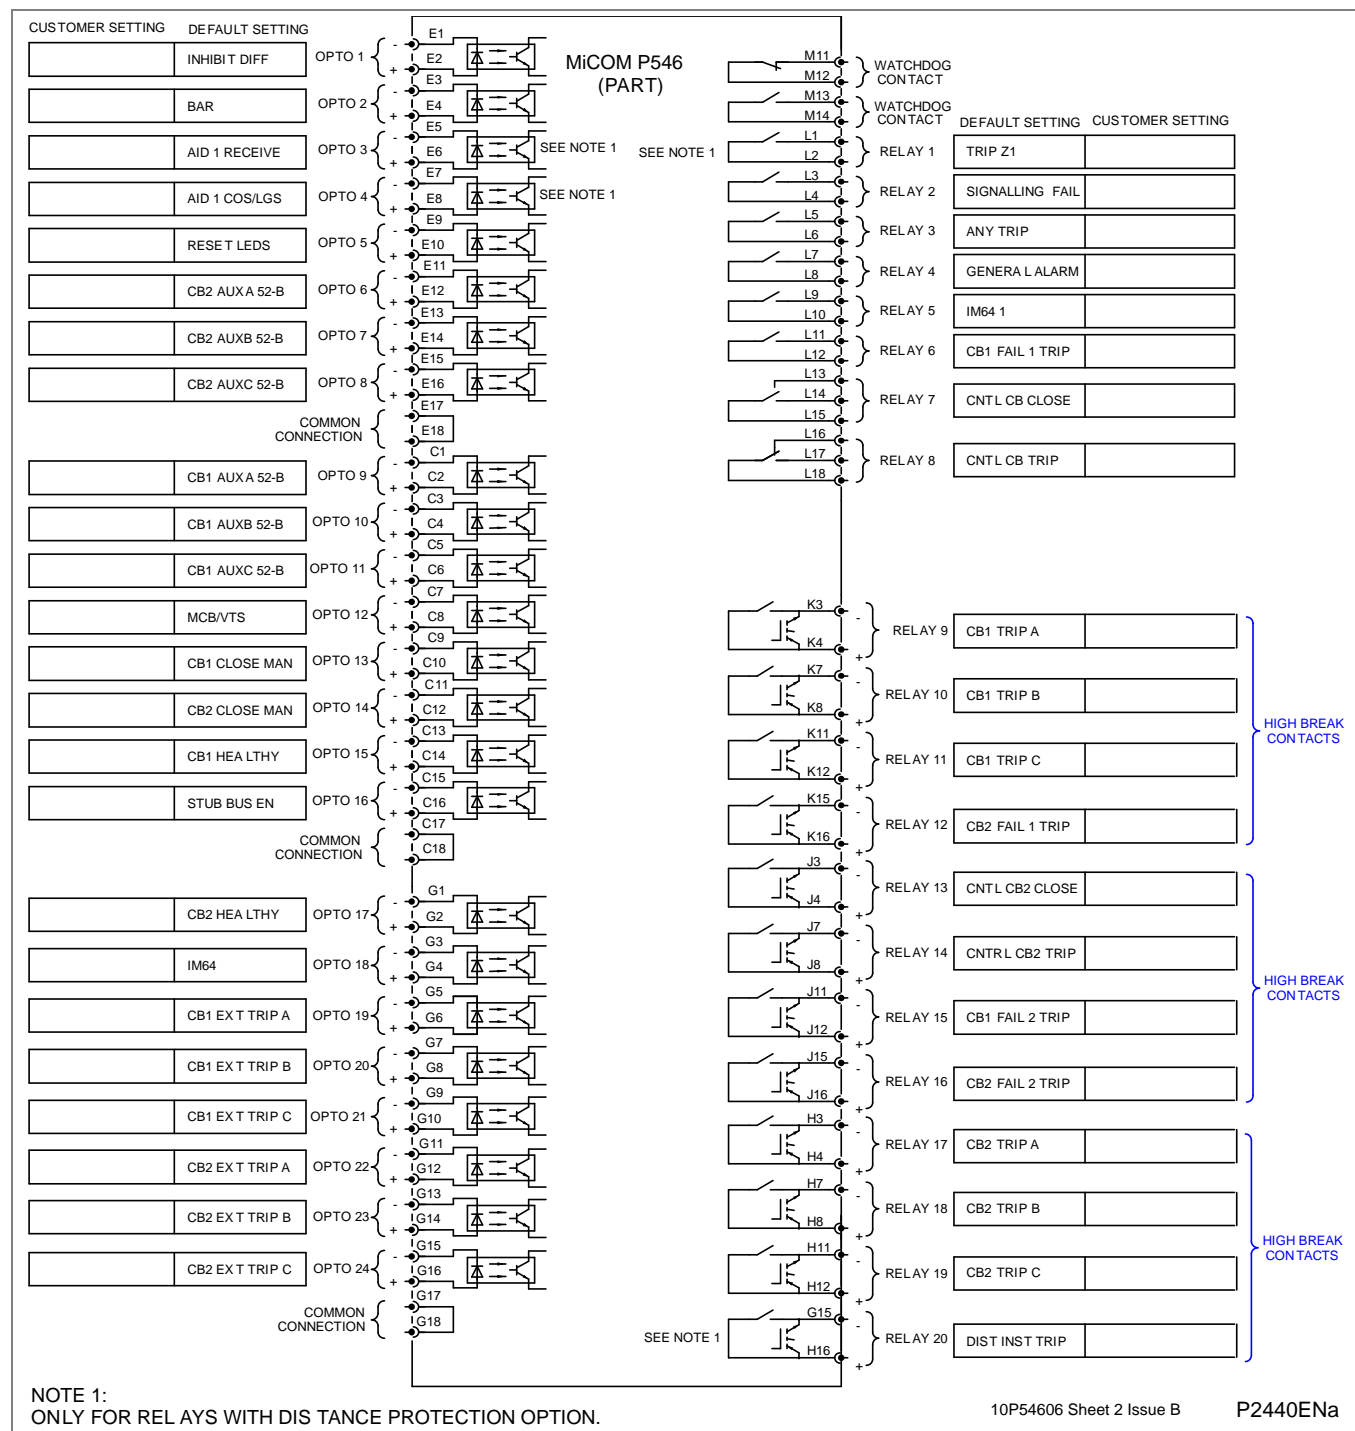 CUSTOMER SETTING DEFAULT SETTING
INHIBIT DIFF OPTO 1 - + E1 E2
BAR OPTO 2 - + E3 E4
AID 1 RECEIVE OPTO 3 - + E5 E6 SEE NOTE 1
AID 1 COS/LGS OPTO 4 - + E7 E8 SEE NOTE 1
RESET LEDS OPTO 5 - + E9 E10
CB2 AUXA 52-B OPTO 6 - + E11 E12
CB2 AUXB 52-B OPTO 7 - + E13 E14
CB2 AUXC 52-B OPTO 8 - + E15 E16
COMMON CONNECTION E17 E18
CB1 AUXA 52-B OPTO 9 - + C1 C2
CB1 AUXB 52-B OPTO 10 - + C3 C4
CB1 AUXC 52-B OPTO 11 - + C5 C6
MCB/VTS OPTO 12 - + C7 C8
CB1 CLOSE MAN OPTO 13 - + C9 C10
CB2 CLOSE MAN OPTO 14 - + C11 C12
CB1 HEALTHY OPTO 15 - + C13 C14
STUB BUS EN OPTO 16 - + C15 C16
COMMON CONNECTION C17 C18
CB2 HEALTHY OPTO 17 - + G1 G2
IM64 OPTO 18 - + G3 G4
CB1 EXT TRIP A OPTO 19 - + G5 G6
CB1 EXT TRIP B OPTO 20 - + G7 G8
CB1 EXT TRIP C OPTO 21 - + G9 G10
CB2 EXT TRIP A OPTO 22 - + G11 G12
CB2 EXT TRIP B OPTO 23 - + G13 G14
CB2 EXT TRIP C OPTO 24 - + G15 G16
COMMON CONNECTION G17 G18
MiCOM P546
(PART)
M11 M12 WATCHDOG CONTACT
M13 M14 WATCHDOG CONTACT
DEFAULT SETTING CUSTOMER SETTING
SEE NOTE 1 L1 L2 RELAY 1 TRIP Z1
L3 L4 RELAY 2 SIGNALLING FAIL
L5 L6 RELAY 3 ANY TRIP
L7 L8 RELAY 4 GENERAL ALARM
L9 L10 RELAY 5 IM64 1
L11 L12 RELAY 6 CB1 FAIL 1 TRIP
L13 L14 L15 RELAY 7 CNTL CB CLOSE
L16 L17 L18 RELAY 8 CNTL CB TRIP
K3 K4 - + RELAY 9 CB1 TRIP A
K7 K8 - + RELAY 10 CB1 TRIP B
K11 K12 - + RELAY 11 CB1 TRIP C
K15 K16 - + RELAY 12 CB2 FAIL 1 TRIP
HIGH BREAK
CONTACTS
J3 J4 - + RELAY 13 CNTL CB2 CLOSE
J7 J8 - + RELAY 14 CNTRL CB2 TRIP
J11 J12 - + RELAY 15 CB1 FAIL 2 TRIP
J15 J16 - + RELAY 16 CB2 FAIL 2 TRIP
HIGH BREAK
CONTACTS
H3 H4 - + RELAY 17 CB2 TRIP A
H7 H8 - + RELAY 18 CB2 TRIP B
H11 H12 - + RELAY 19 CB2 TRIP C
SEE NOTE 1 G15 H16 - + RELAY 20 DIST INST TRIP
HIGH BREAK
CONTACTS
NOTE 1:
ONLY FOR RELAYS WITH DISTANCE PROTECTION OPTION.
10P54606 Sheet 2 Issue B P2440ENa